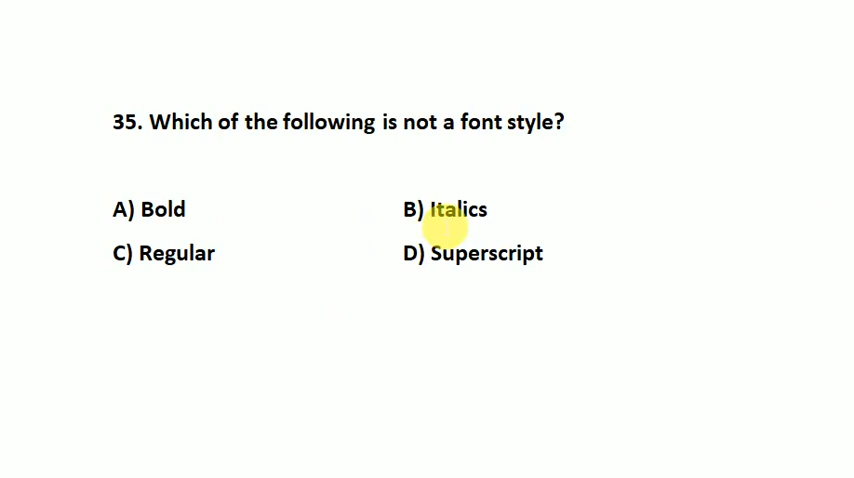 35. Which of the following is not a font style?
A) Bold B) Italics
C) Regular D) Superscript